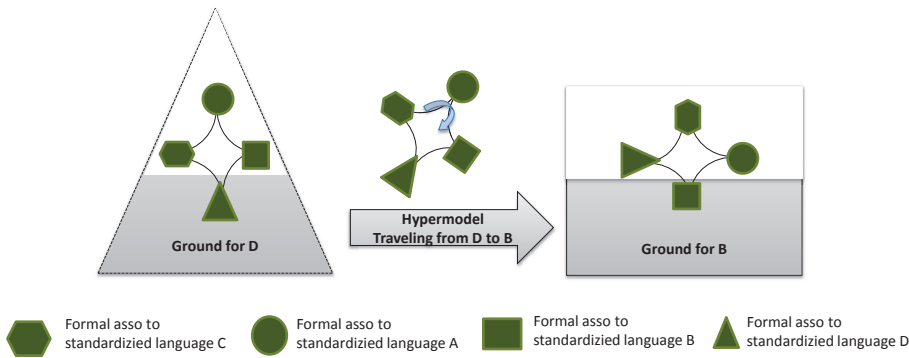 Ground for D
Hypermodel
Traveling from D to B
Ground for B
Formal asso to
standardizied language C
Formal asso to
standardizied language A
Formal asso to
standardizied language B
Formal asso to
standardizied language D